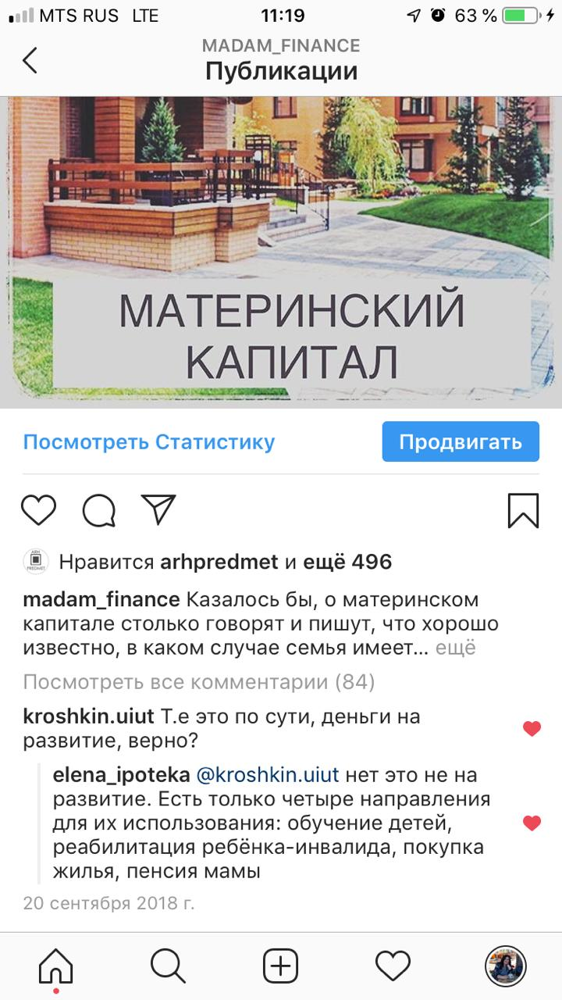 MTS RUS LTE 11:19 63 %
MADAM_FINANCE
Публикации
МАТЕРИНСКИЙ
КАПИТАЛ
Посмотреть Статистику Продвигать
ARH
PREDMET
Нравится arhpredmet и ещё 496
madam_finance Казалось бы, о материнском
капитале столько говорят и пишут, что хорошо
известно, в каком случае семья имеет... ещё
Посмотреть все комментарии (84)
kroshkin.uiut Т.е это по сути, деньги на
развитие, верно?
elena_ipoteka @kroshkin.uiut нет это не на
развитие. Есть только четыре направления
для их использования: обучение детей,
реабилитация ребёнка-инвалида, покупка
жилья, пенсия мамы
20 сентября 2018 г.